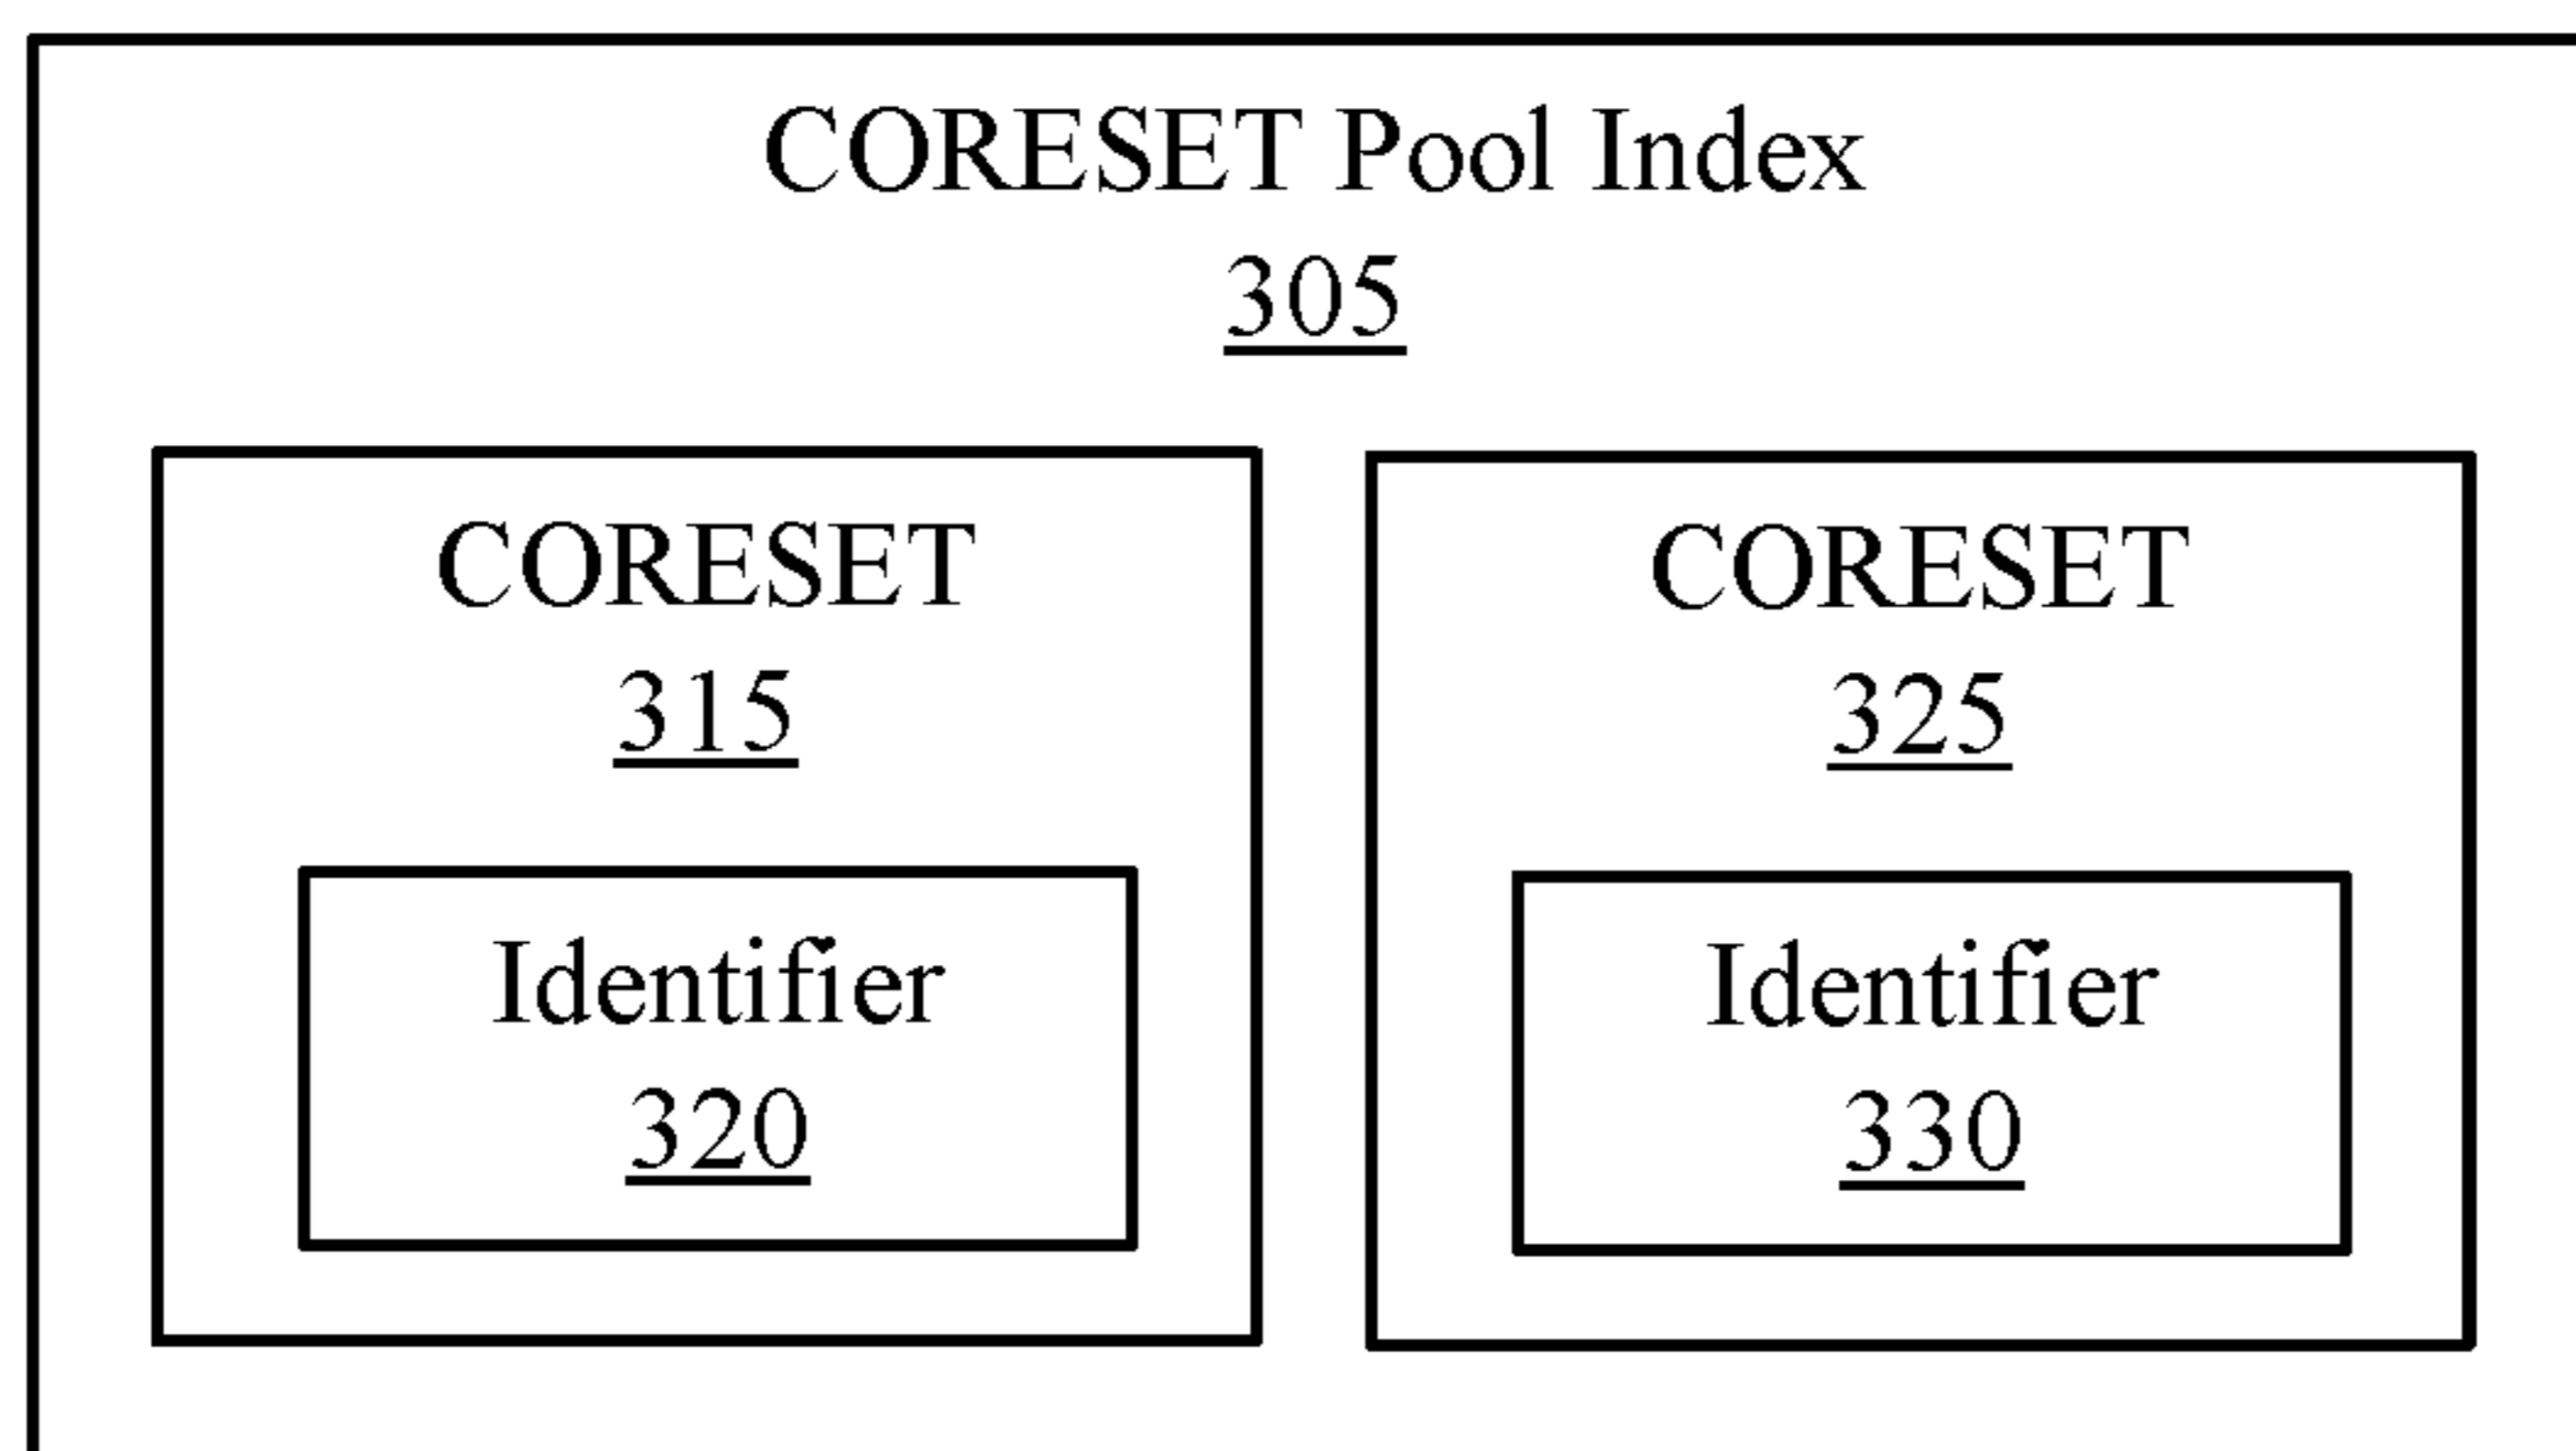 CORESET Pool Index
305
CORESET
315
Identifier
320
CORESET
325
Identifier
330